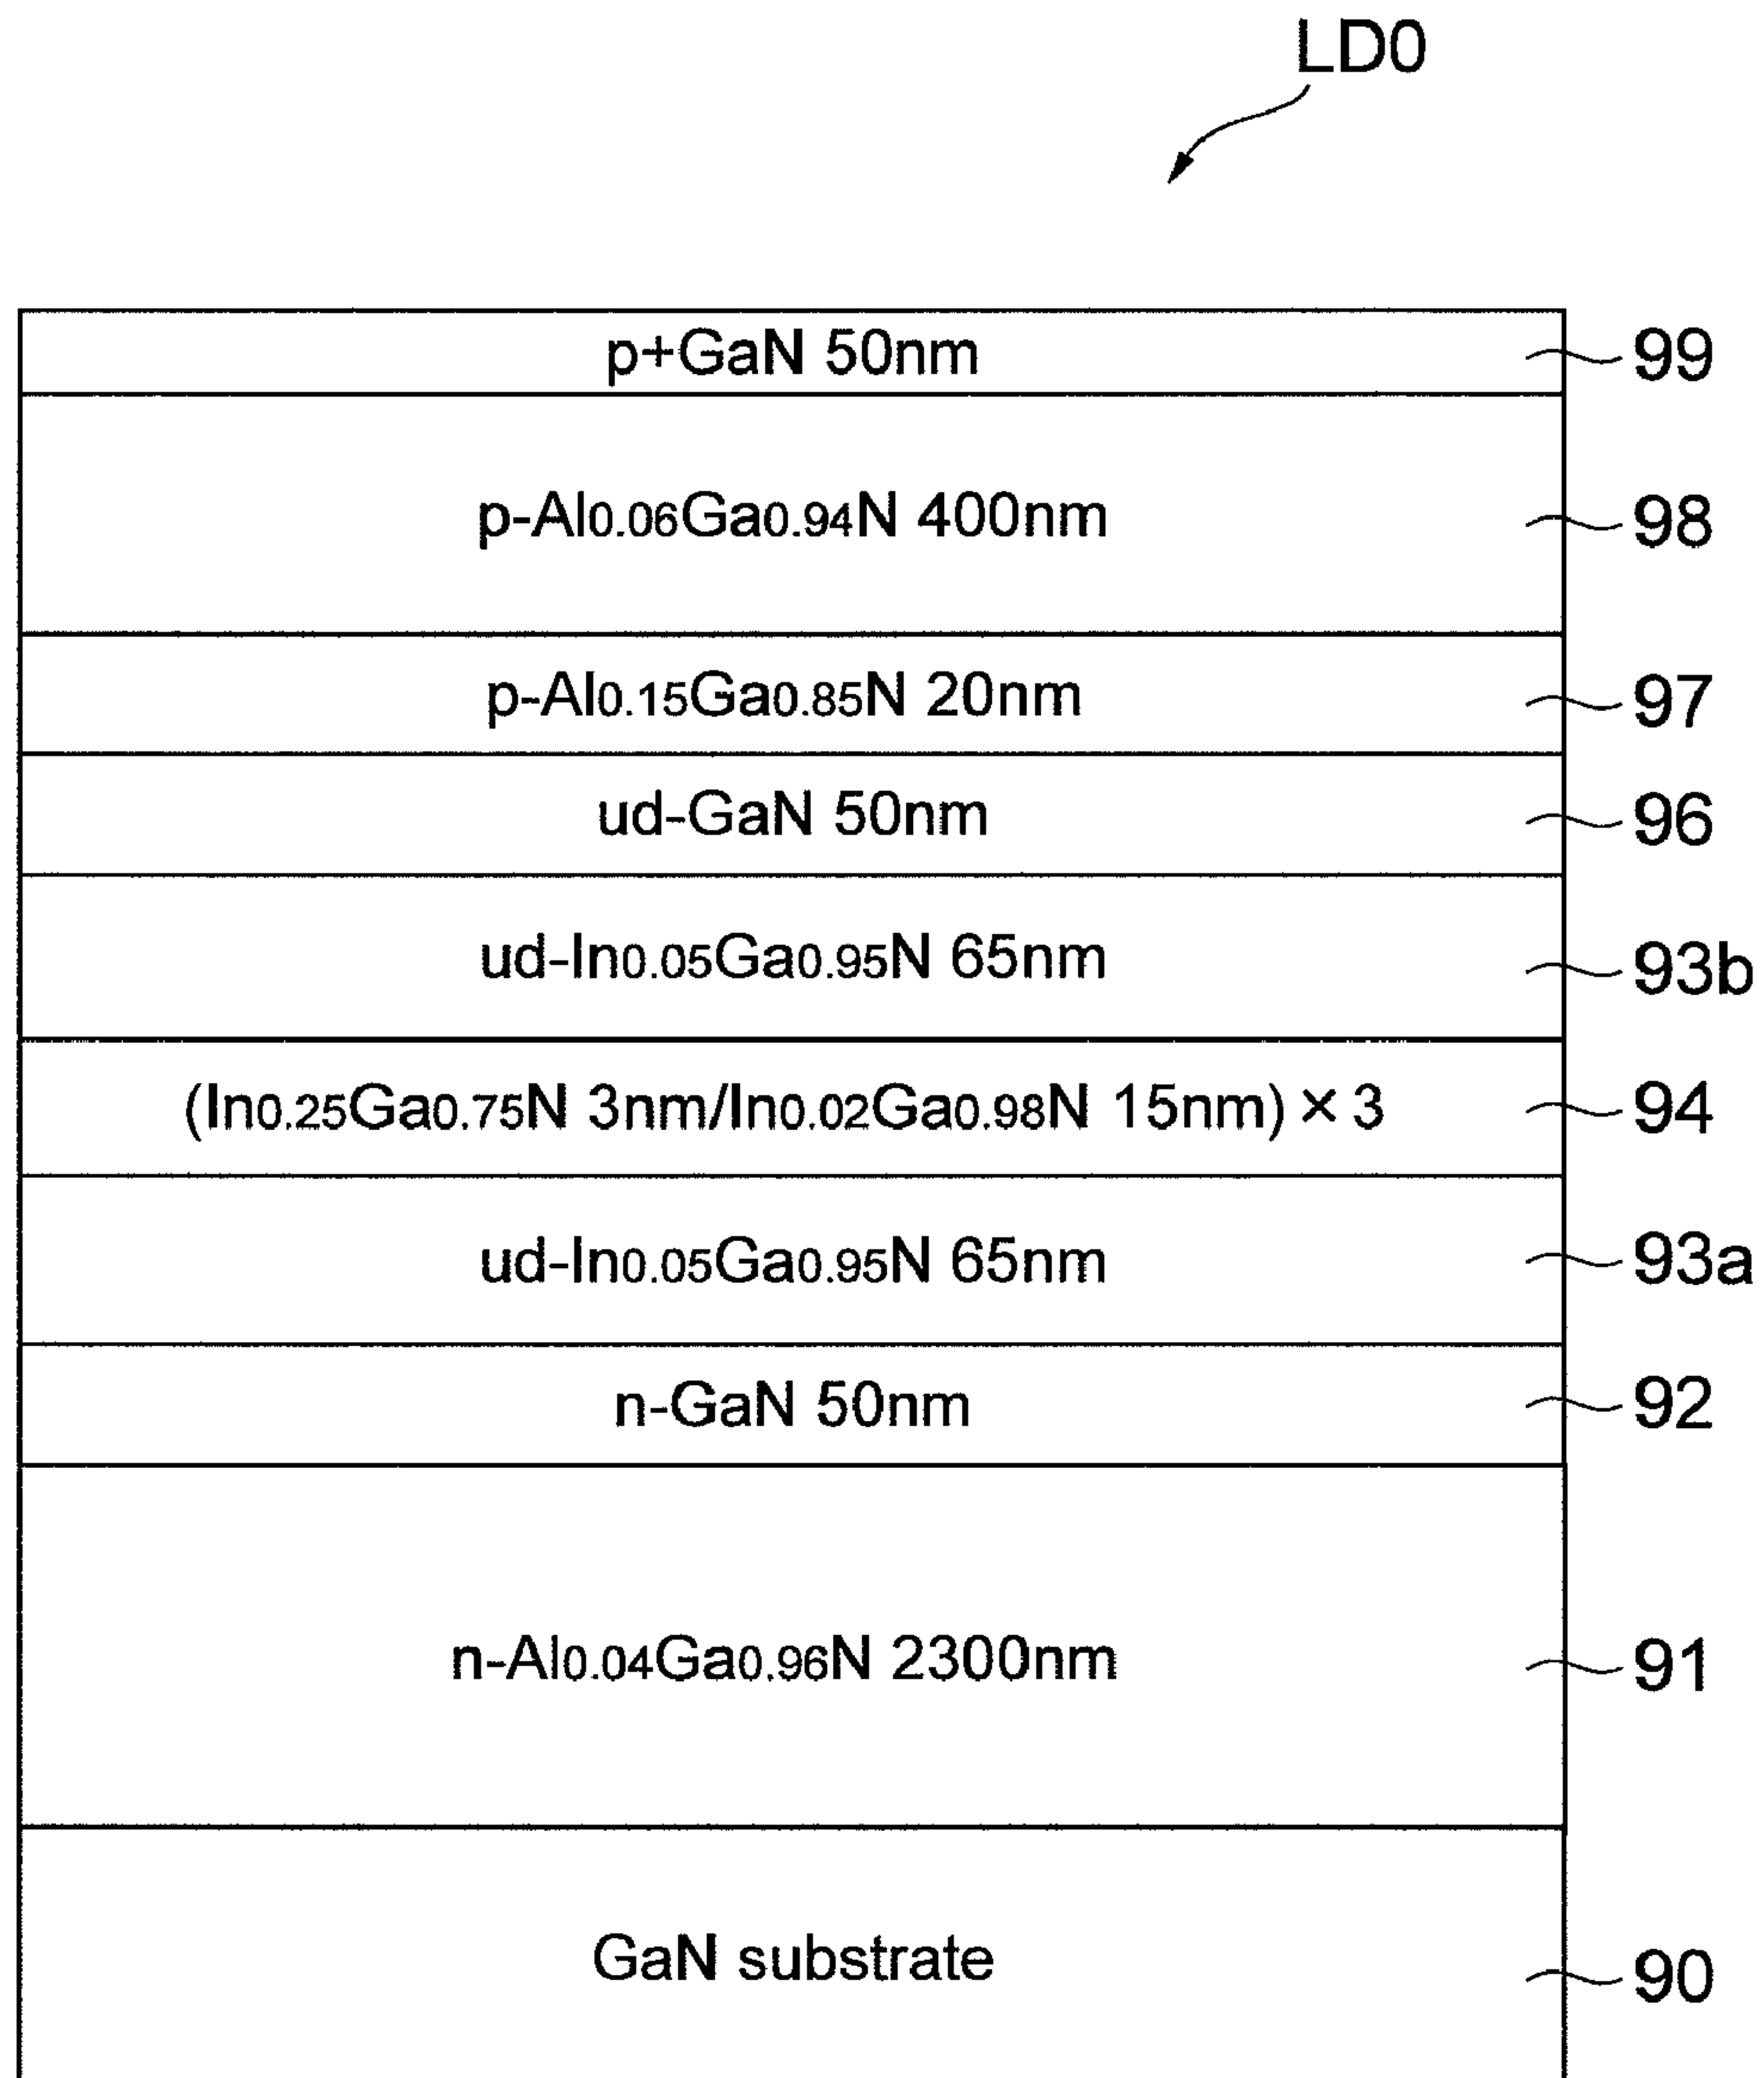 LD0
p+GaN 50nm 99
p-Al0.06Ga0.94N 400nm 98
p-Al0.15Ga0.85N 20nm 97
ud-GaN 50nm 96
ud-In0.05Ga0.95N 65nm 93b
(In0.25Ga0.75N 3nm/In0.02Ga0.98N 15nm) × 3 94
ud-In0.05Ga0.95N 65nm 93a
n-GaN 50nm 92
n-Al0.04Ga0.96N 2300nm 91
GaN substrate 90